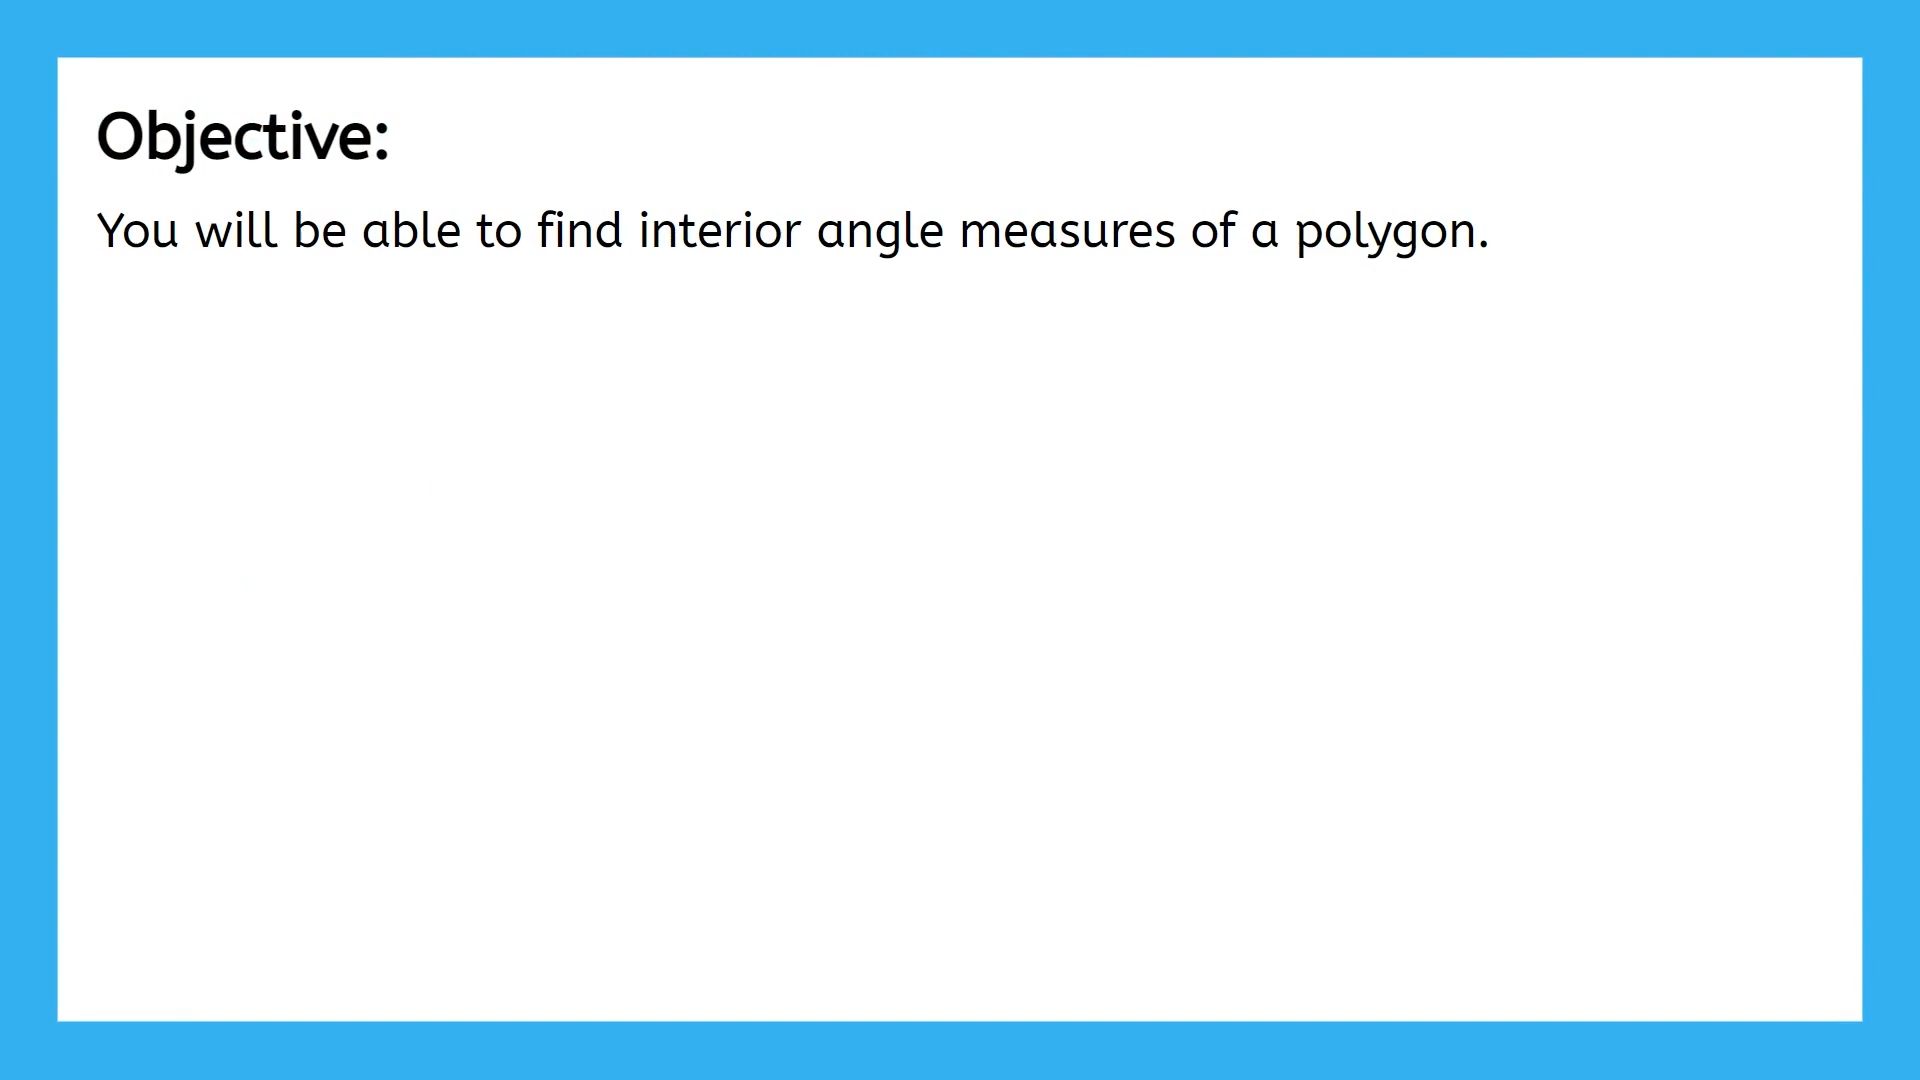 Objective:
You will be able to find interior angle measures of a polygon.